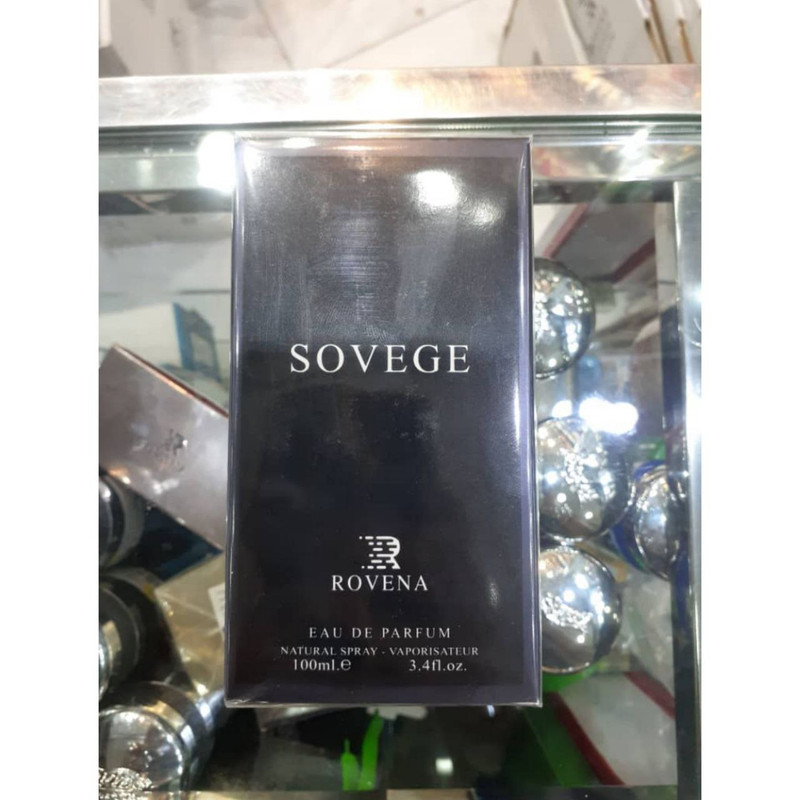 SOVEGE
R
ROVENA
EAU DE PARFUM
NATURAL SPRAY - VAPORISATEUR
100ml.e 3.4fl.oz.